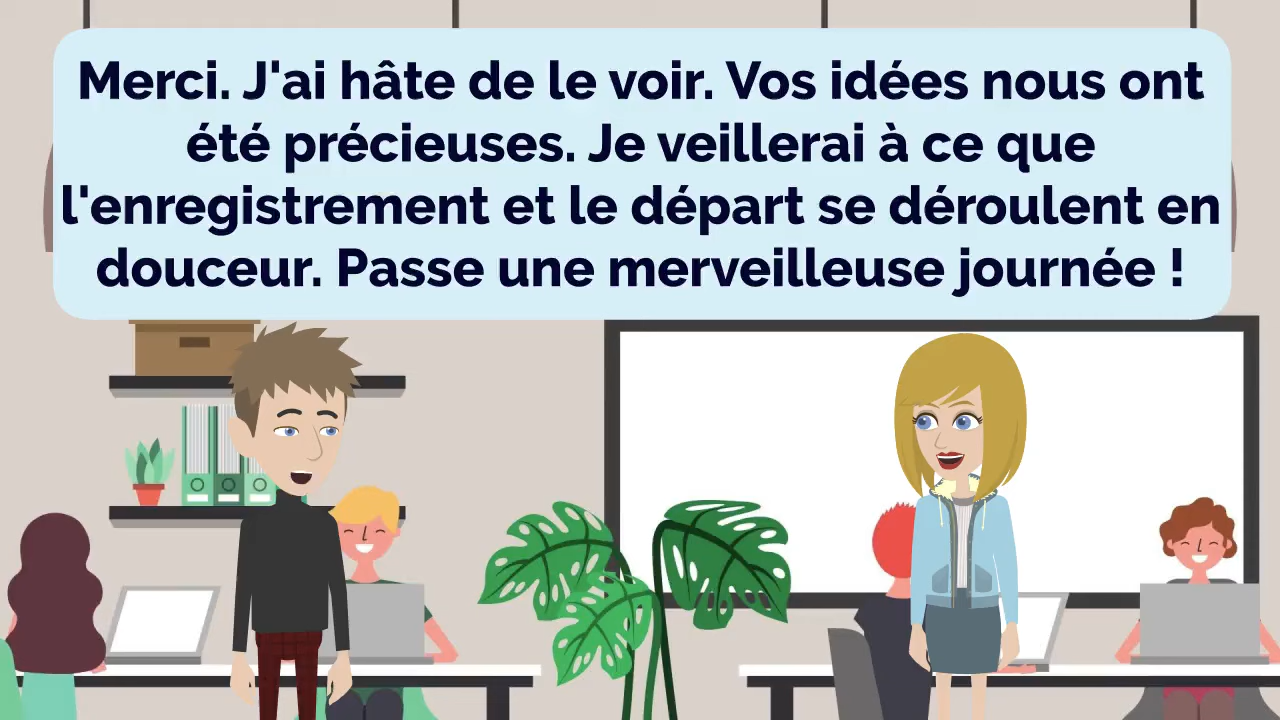 Merci. J'ai hâte de le voir. Vos idées nous ont
été précieuses. Je veillerai à ce que
l'enregistrement et le départ se déroulent en
douceur. Passe une merveilleuse journée !